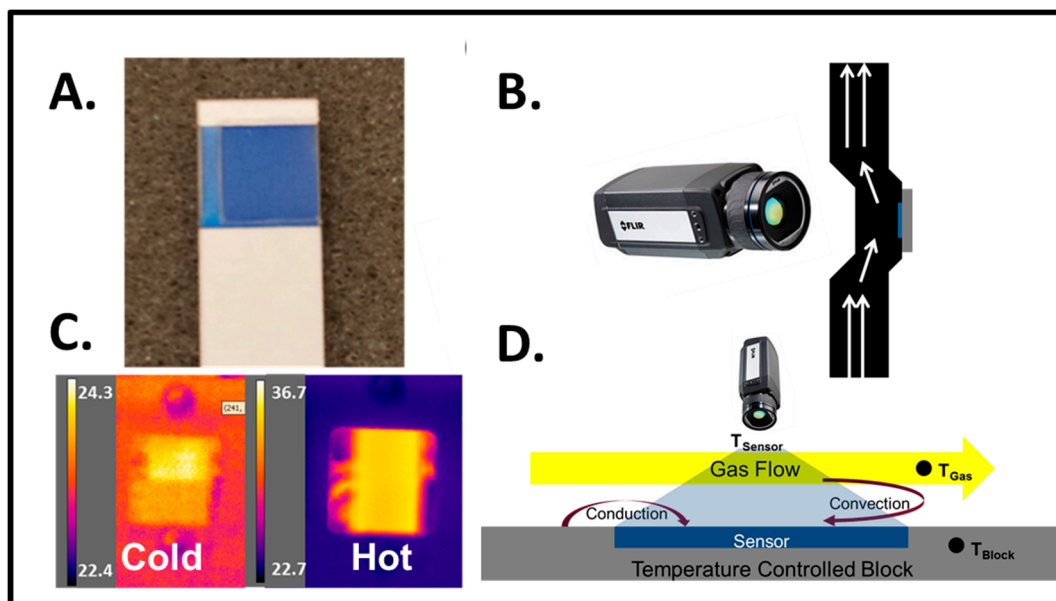 A.
B.
FLIR
C.
24.3
22.4
Cold
36.7
22.7
Hot
D.
TSensor
Gas Flow
TGas
Conduction
Convection
Sensor
TBlock
Temperature Controlled Block